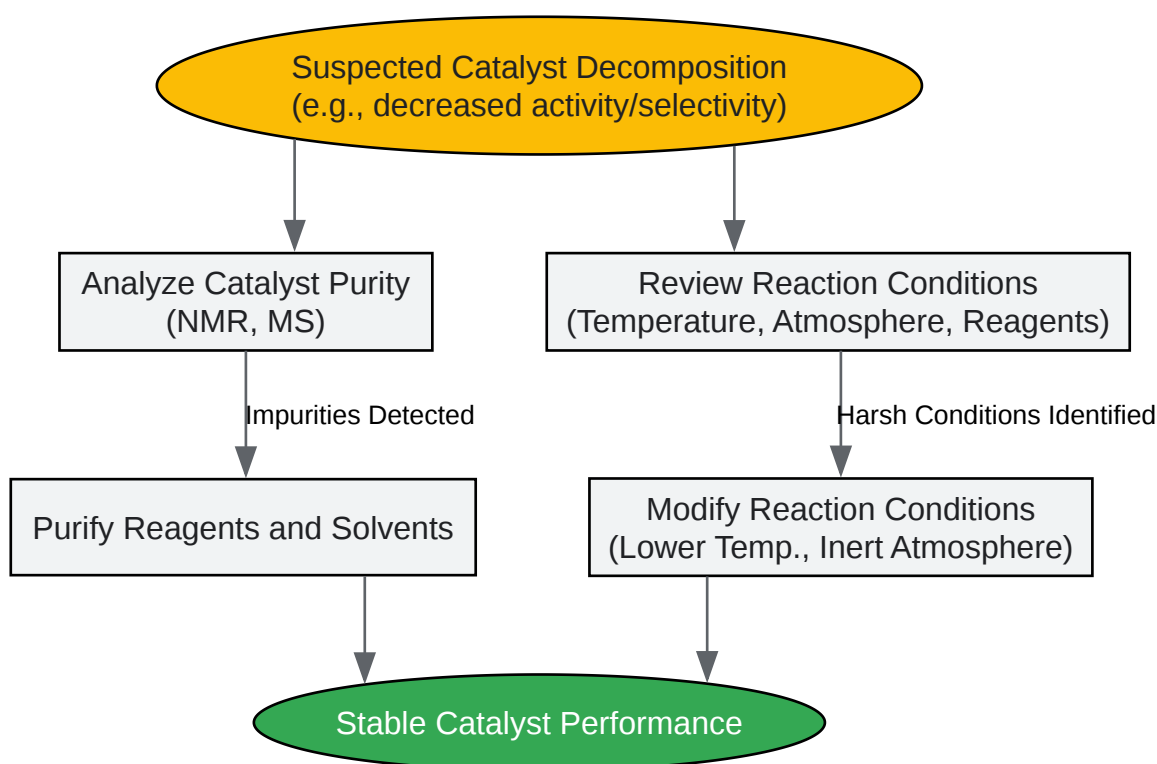 Suspected Catalyst Decomposition
(e.g., decreased activity/selectivity)
Analyze Catalyst Purity
(NMR, MS)
Review Reaction Conditions
(Temperature, Atmosphere, Reagents)
Impurities Detected
Harsh Conditions Identified
Purify Reagents and Solvents
Modify Reaction Conditions
(Lower Temp., Inert Atmosphere)
Stable Catalyst Performance